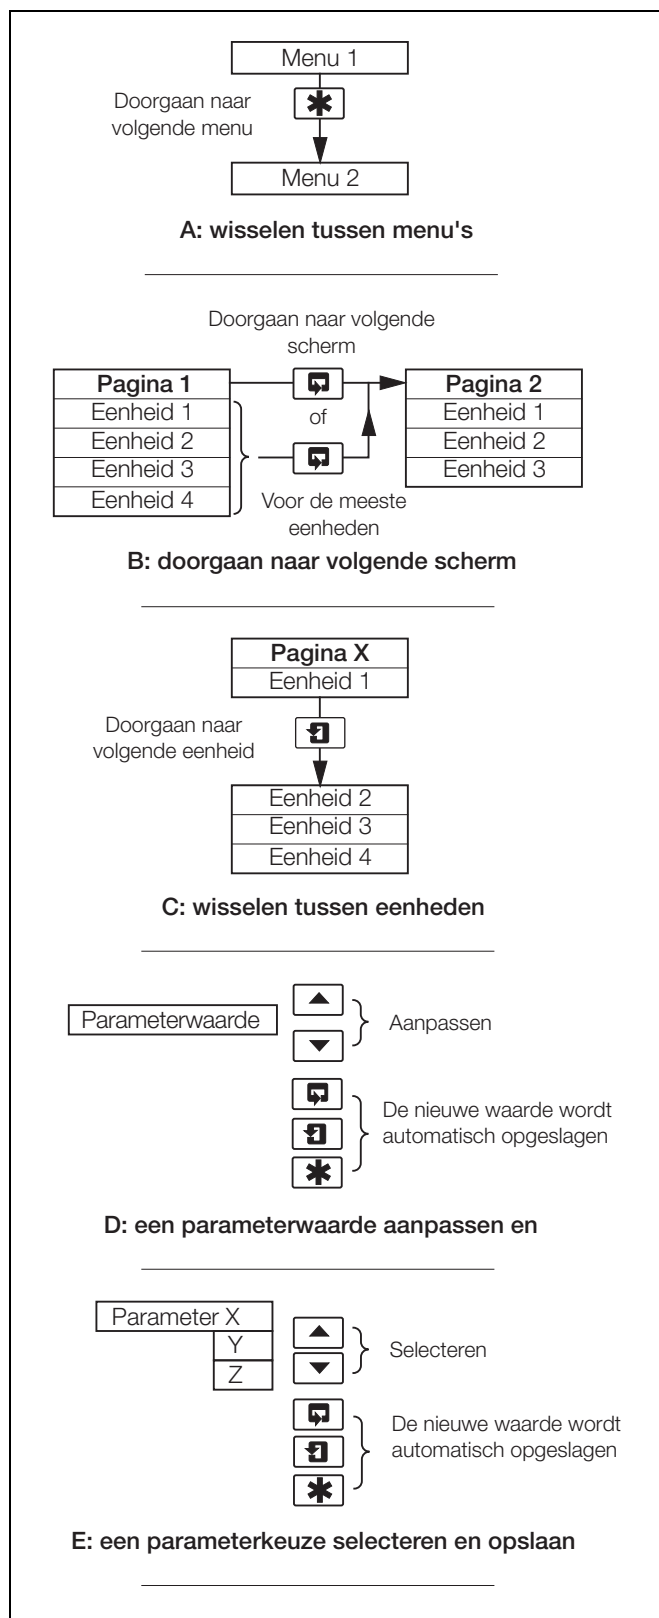 Menu 1
Doorgaan naar
volgende menu
Menu 2
A: wisselen tussen menu's
Doorgaan naar volgende
scherm
Pagina 1
Eenheid 1
Eenheid 2
Eenheid 3
Eenheid 4
of
Voor de meeste
eenheden
Pagina 2
Eenheid 1
Eenheid 2
Eenheid 3
B: doorgaan naar volgende scherm
Pagina X
Eenheid 1
Doorgaan naar
volgende eenheid
Eenheid 2
Eenheid 3
Eenheid 4
C: wisselen tussen eenheden
Parameterwaarde
Aanpassen
De nieuwe waarde wordt
automatisch opgeslagen
D: een parameterwaarde aanpassen en
Parameter X
Y
Z
Selecteren
De nieuwe waarde wordt
automatisch opgeslagen
E: een parameterkeuze selecteren en opslaan